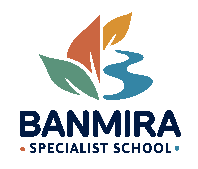 BANMIRA
• SPECIALIST SCHOOL •